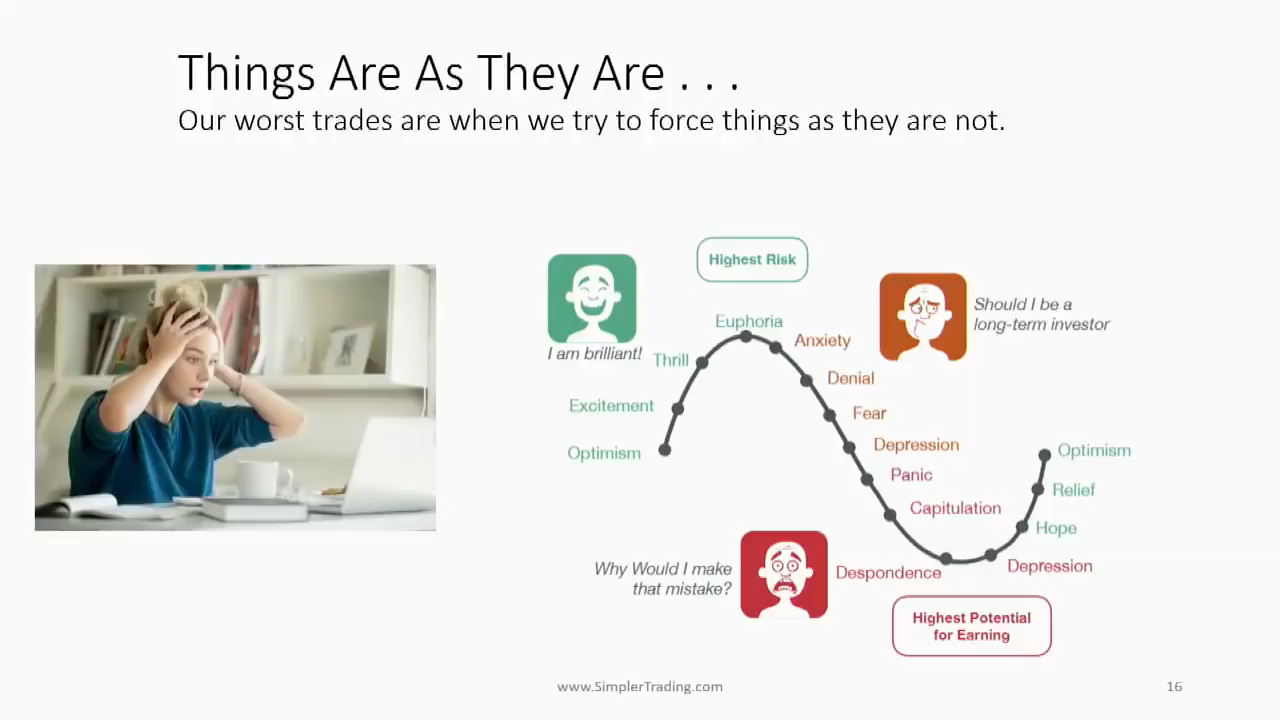 Things Are As They Are . . .
Our worst trades are when we try to force things as they are not.
Highest Risk
I am brilliant!
Should I be a
long-term investor
Euphoria
Thrill
Anxiety
Excitement
Denial
Optimism
Fear
Depression
Panic
Capitulation
Despondence
Depression
Hope
Relief
Optimism
Why Would I make
that mistake?
Highest Potential
for Earning
www.SimplerTrading.com
16